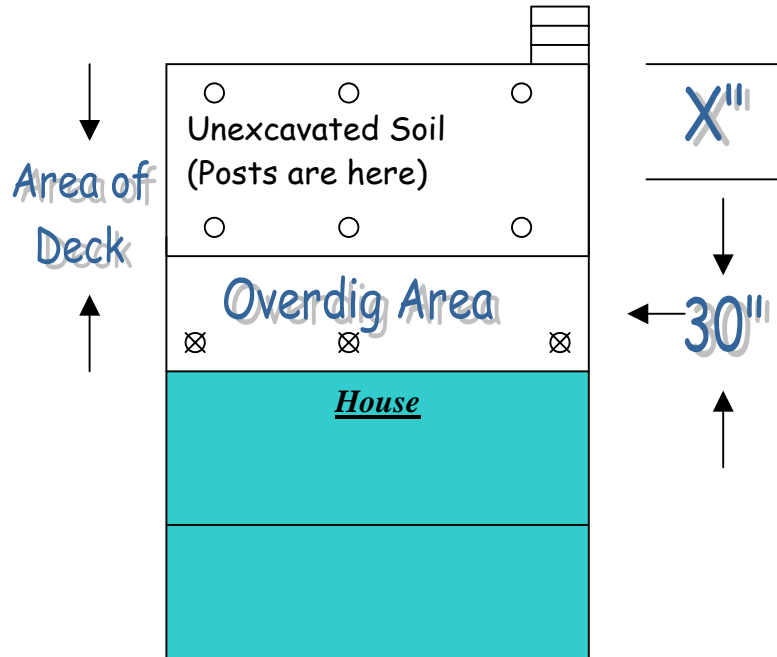 X"
Unexcavated Soil
(Posts are here)
Area of
Deck
Overdig Area
30"
House